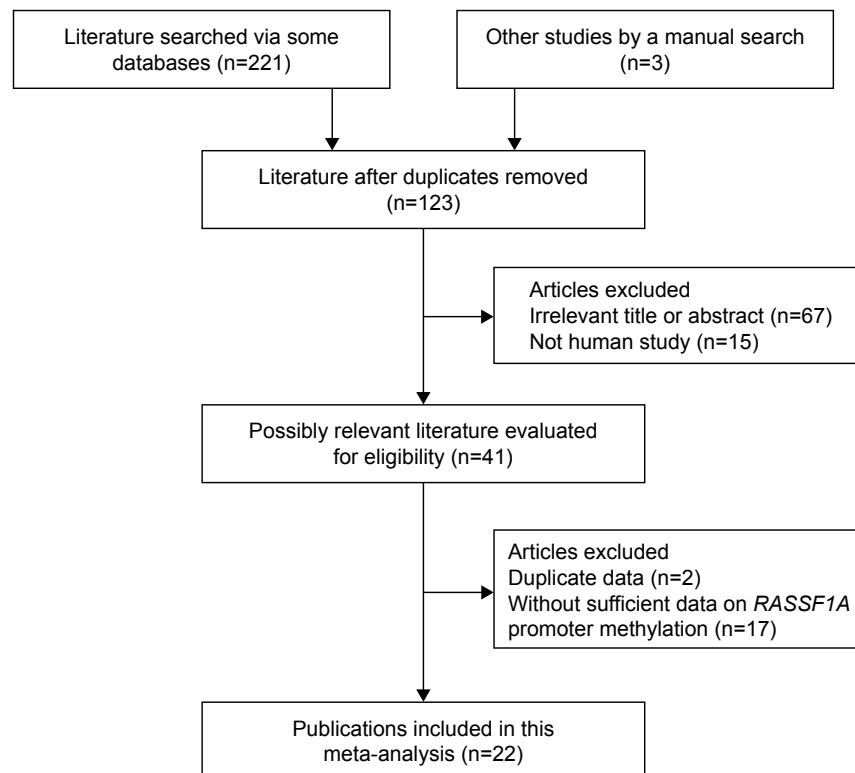 Literature searched via some
databases (n=221)
Other studies by a manual search
(n=3)
Literature after duplicates removed
(n=123)
Articles excluded
Irrelevant title or abstract (n=67)
Not human study (n=15)
Possibly relevant literature evaluated
for eligibility (n=41)
Articles excluded
Duplicate data (n=2)
Without sufficient data on RASSF1A
promoter methylation (n=17)
Publications included in this
meta-analysis (n=22)